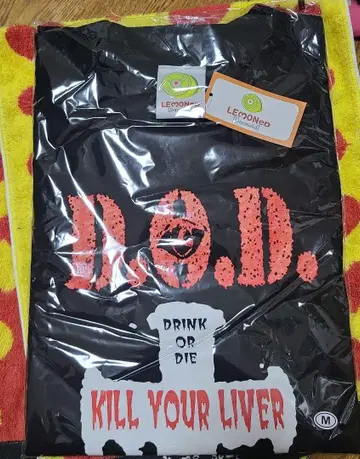 LEMONeD
LEMONeD
D.O.D.
DRINK
OR
DIE
KILL YOUR LIVER
M